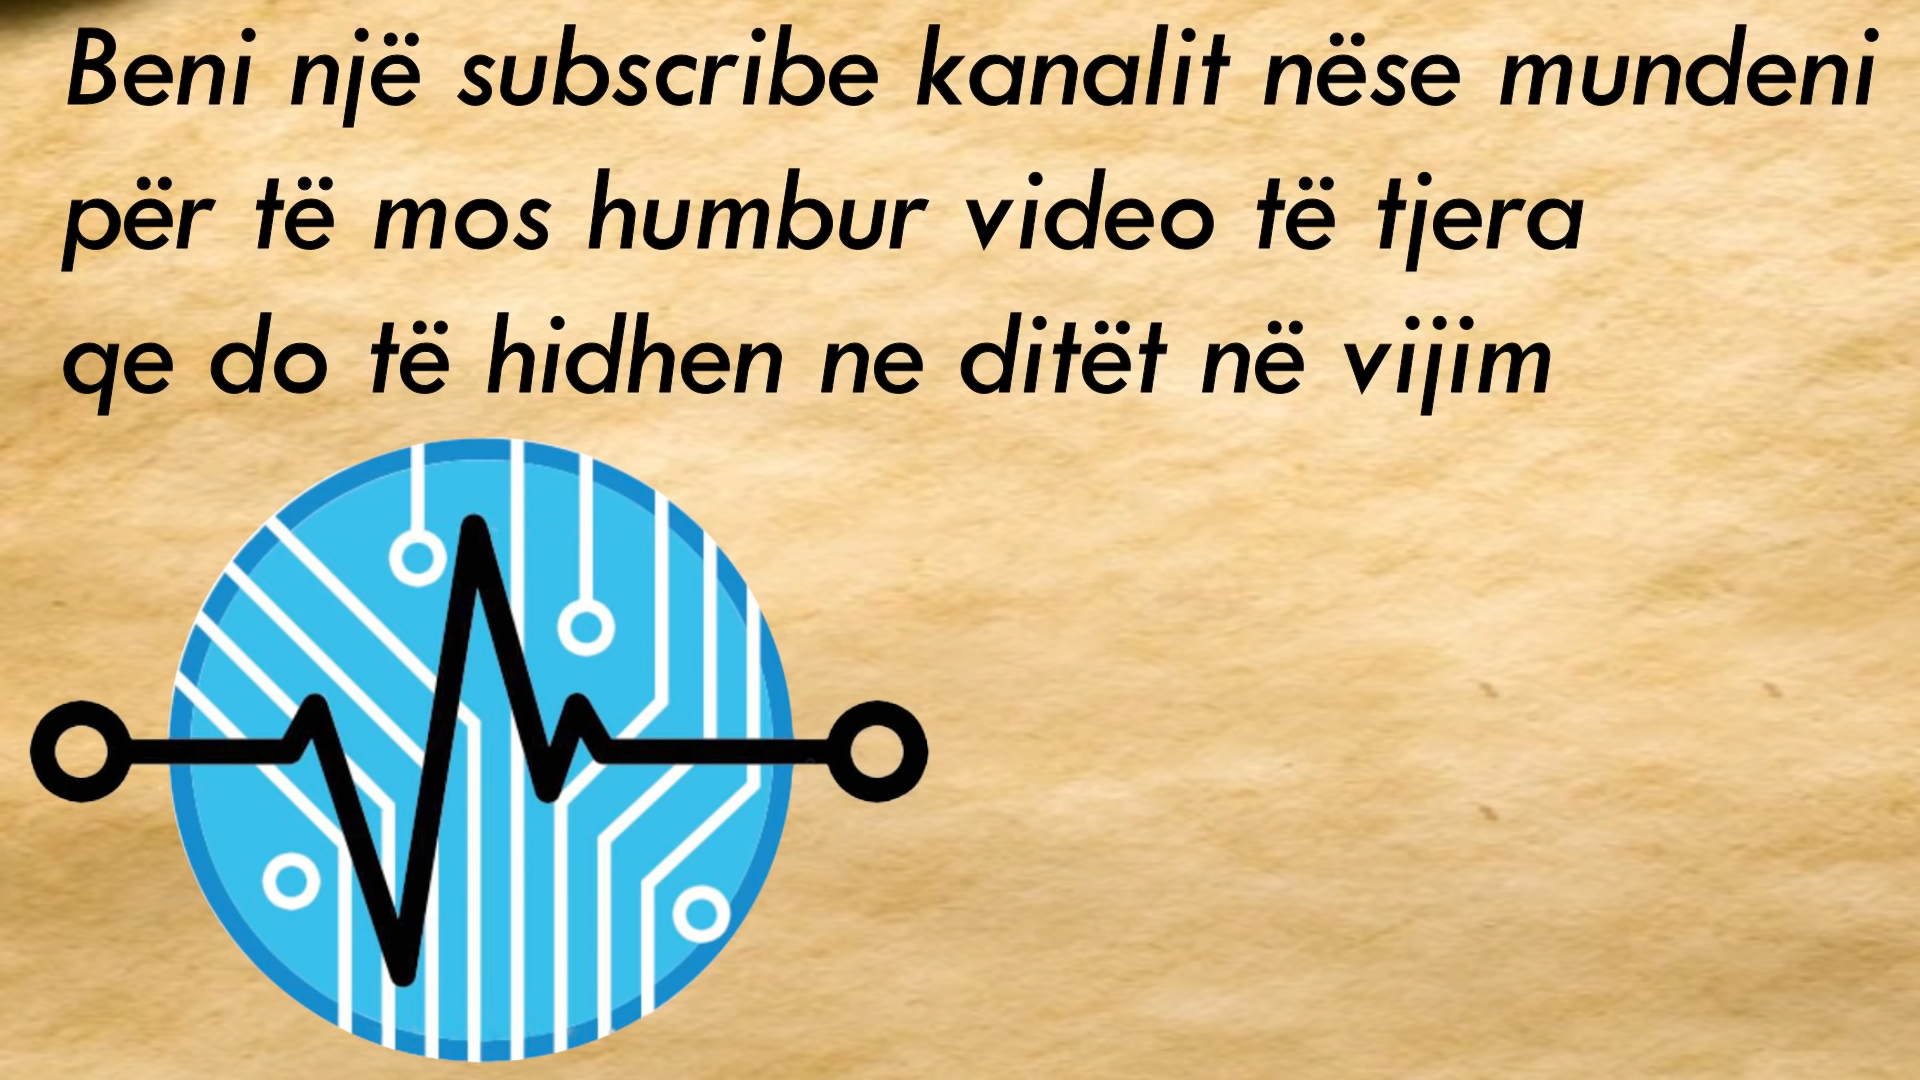 Beni një subscribe kanalit nëse mundeni
për të mos humbur video të tjera
qe do të hidhen ne ditët në vijim